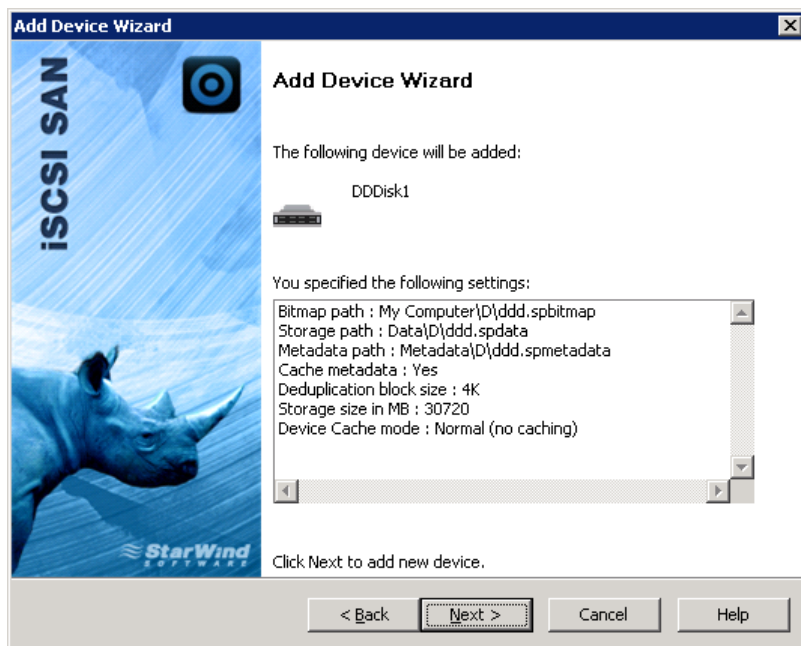 Add Device Wizard
iSCSI SAN
Add Device Wizard
The following device will be added:
DDDisk1
You specified the following settings:
Bitmap path : My Computer\D\ddd.spbitmap
Storage path : Data\D\ddd.spdata
Metadata path : Metadata\D\ddd.spmetadata
Cache metadata : Yes
Deduplication block size : 4K
Storage size in MB : 30720
Device Cache mode : Normal (no caching)
StarWind
SOFTWARE
Click Next to add new device.
< Back
Next >
Cancel
Help